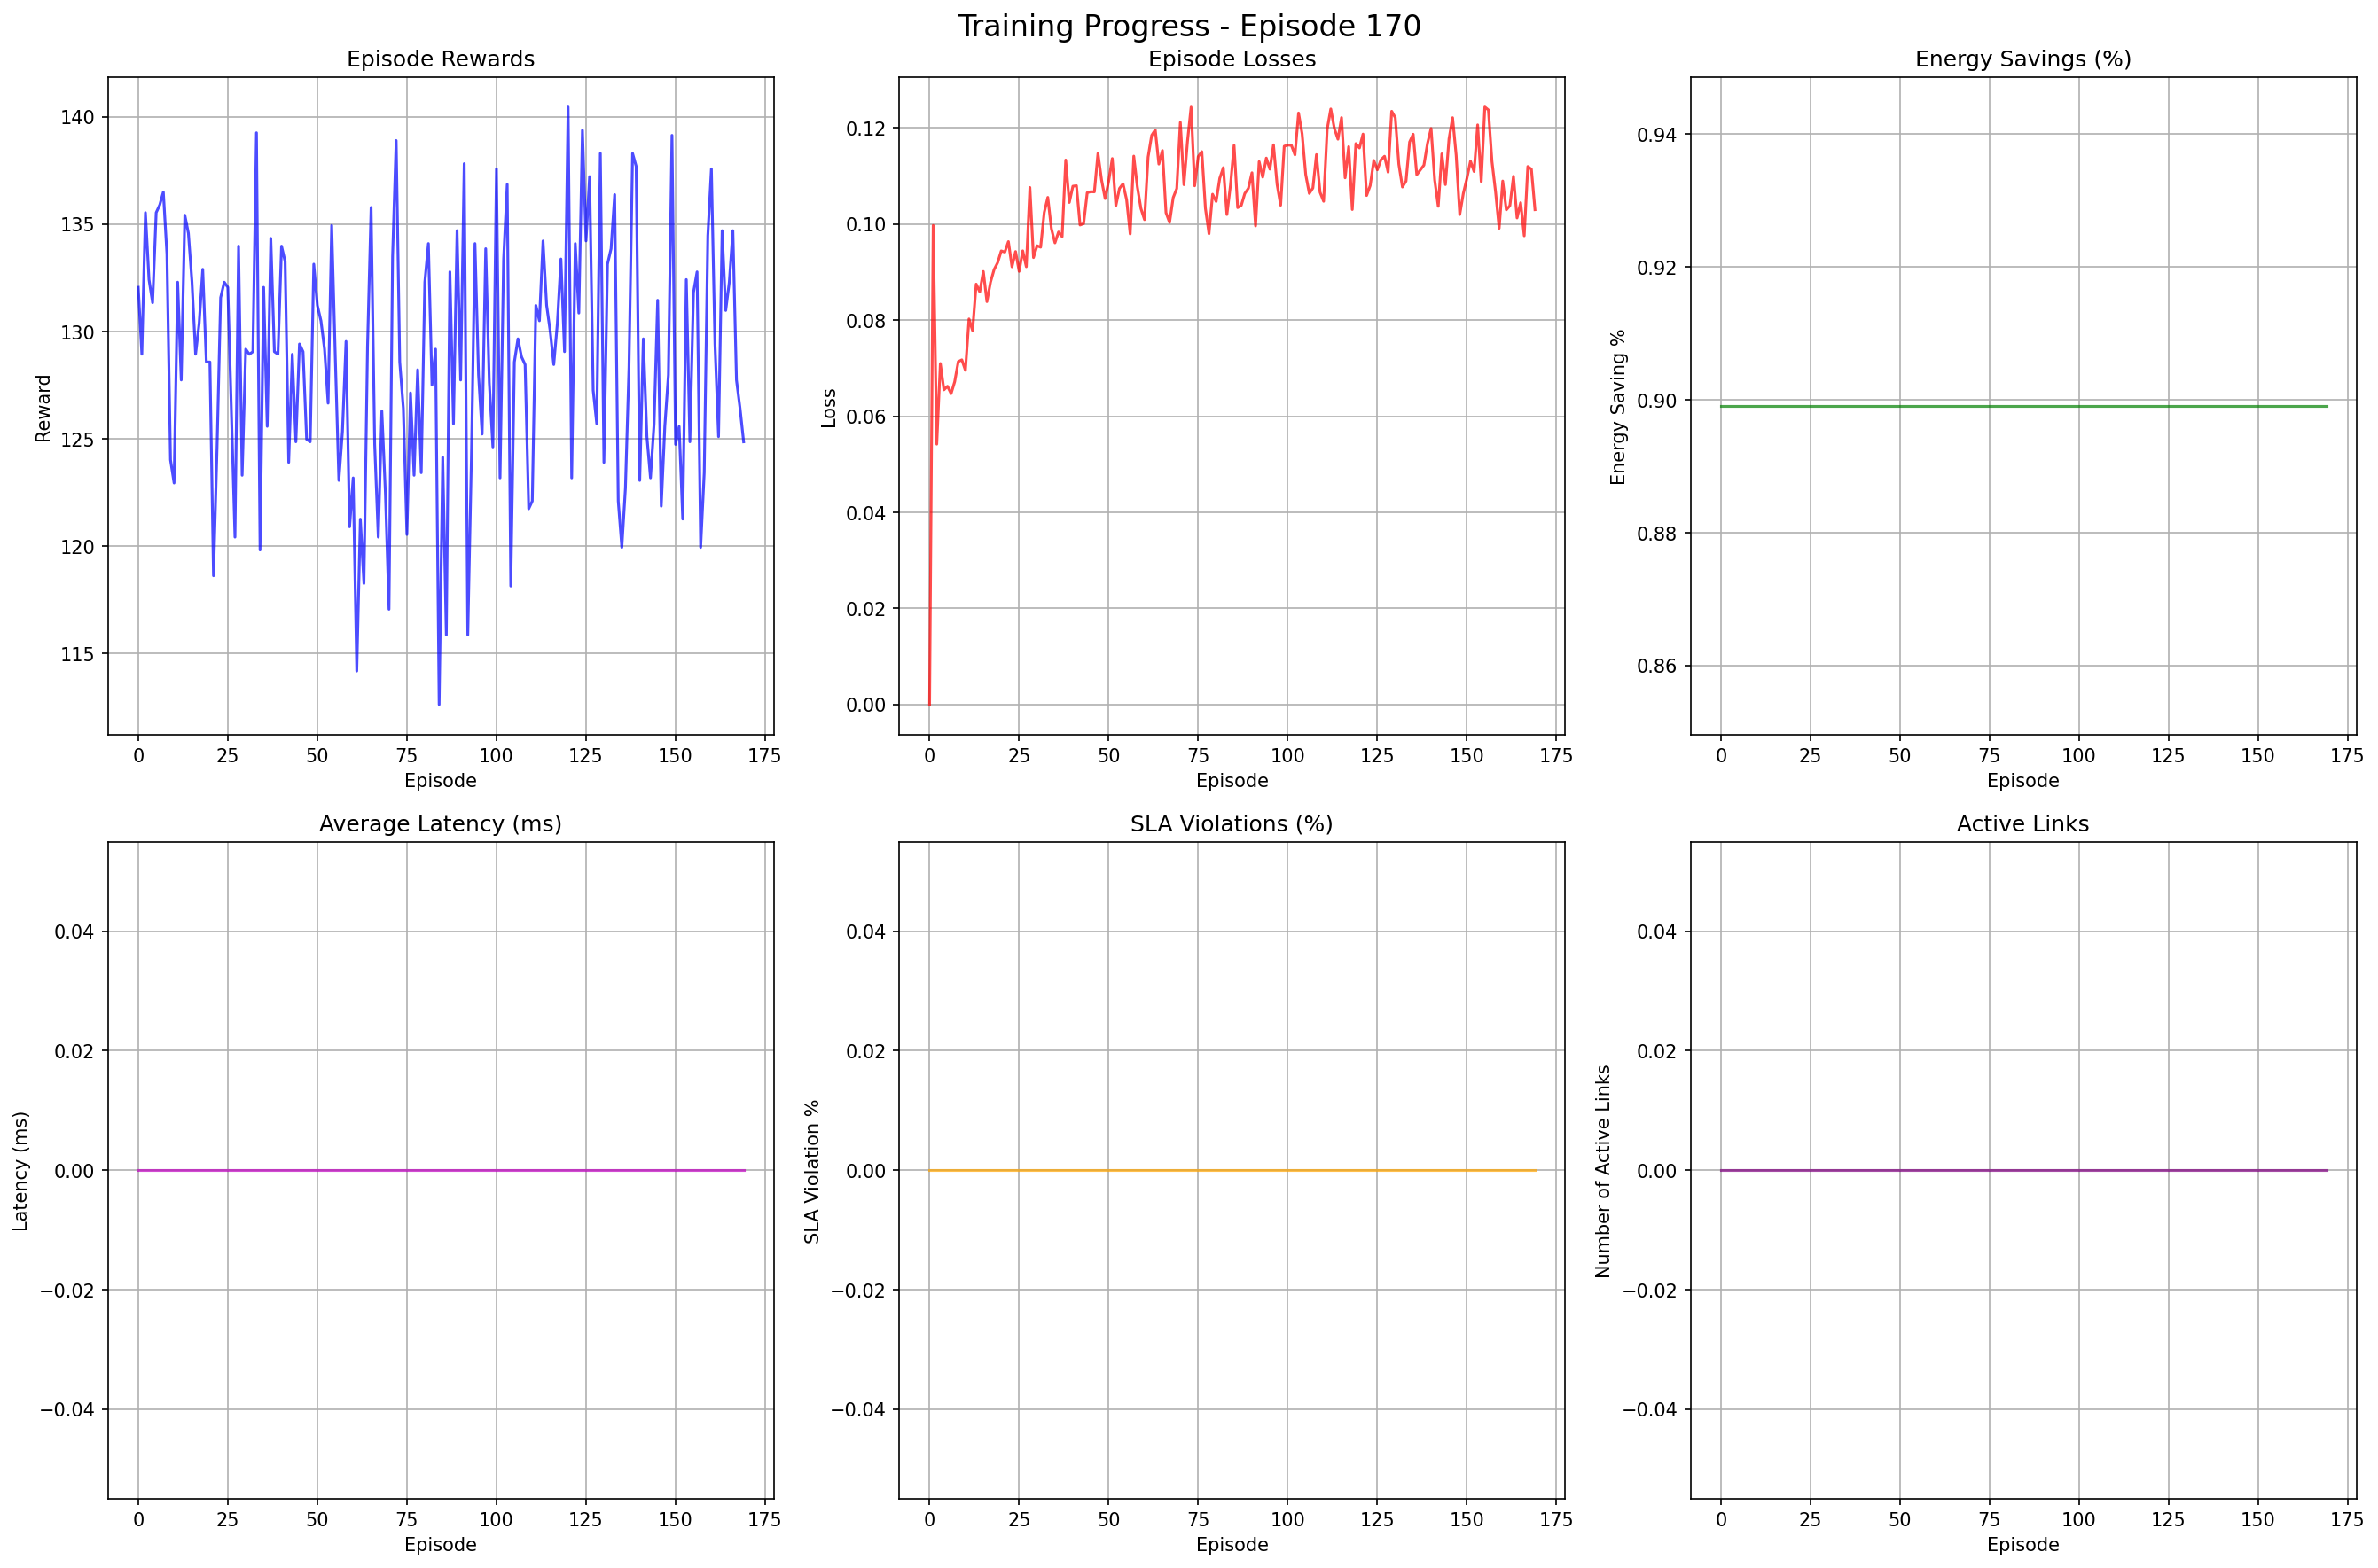 Training Progress - Episode 170
Episode Rewards
Reward
140
135
130
125
120
115
0 25 50 75 100 125 150 175
Episode
Episode Losses
Loss
0.12
0.10
0.08
0.06
0.04
0.02
0.00
0 25 50 75 100 125 150 175
Episode
Energy Savings (%)
Energy Saving %
0.94
0.92
0.90
0.88
0.86
0 25 50 75 100 125 150 175
Episode
Average Latency (ms)
Latency (ms)
0.04
0.02
0.00
−0.02
−0.04
0 25 50 75 100 125 150 175
Episode
SLA Violations (%)
SLA Violation %
0.04
0.02
0.00
−0.02
−0.04
0 25 50 75 100 125 150 175
Episode
Active Links
Number of Active Links
0.04
0.02
0.00
−0.02
−0.04
0 25 50 75 100 125 150 175
Episode